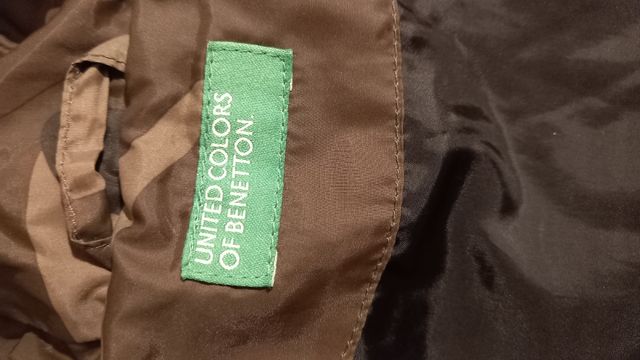 UNITED COLORS
OF BENETTON.